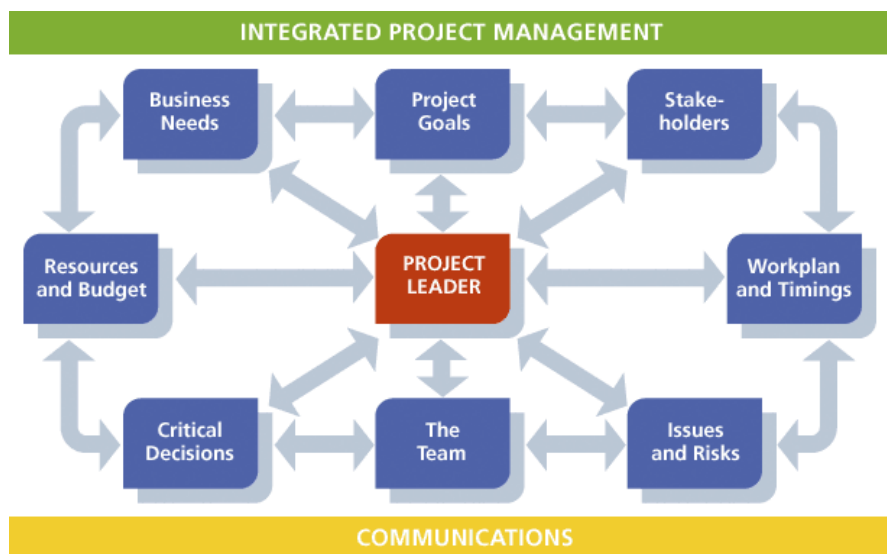 INTEGRATED PROJECT MANAGEMENT
Business
Needs
Project
Goals
Stake-
holders
Resources
and Budget
PROJECT
LEADER
Workplan
and Timings
Critical
Decisions
The
Team
Issues
and Risks
COMMUNICATIONS